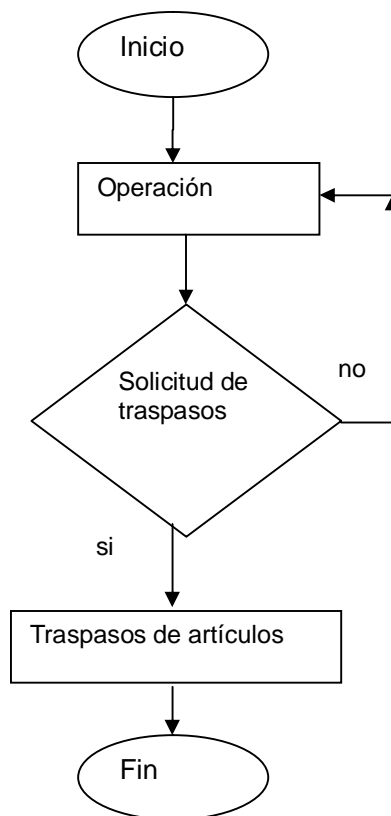 Inicio
Operación
Solicitud de
traspasos
no
si
Traspasos de artículos
Fin